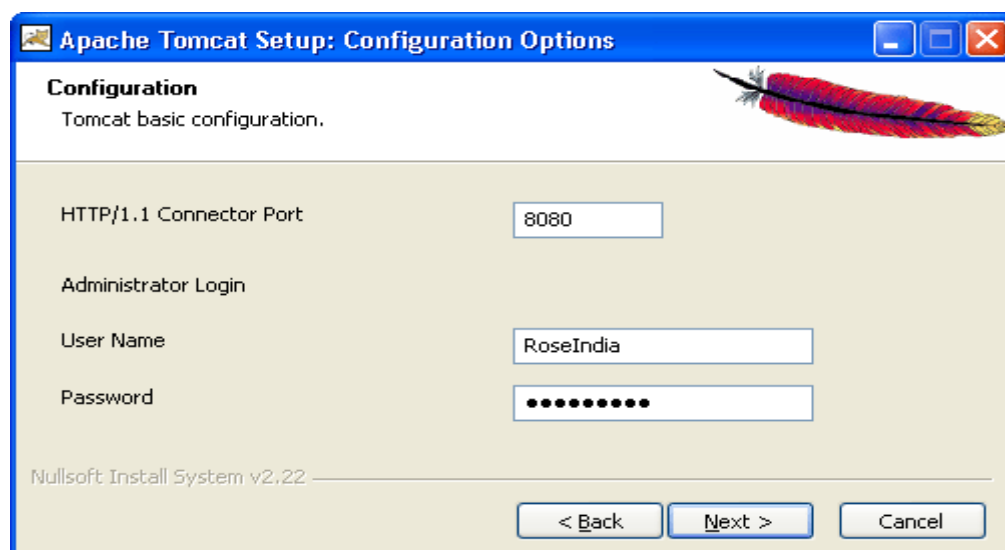 Apache Tomcat Setup: Configuration Options
Configuration
Tomcat basic configuration.
HTTP/1.1 Connector Port 8080
Administrator Login
User Name RoseIndia
Password •••••••••
Nullsoft Install System v2.22
< Back Next > Cancel